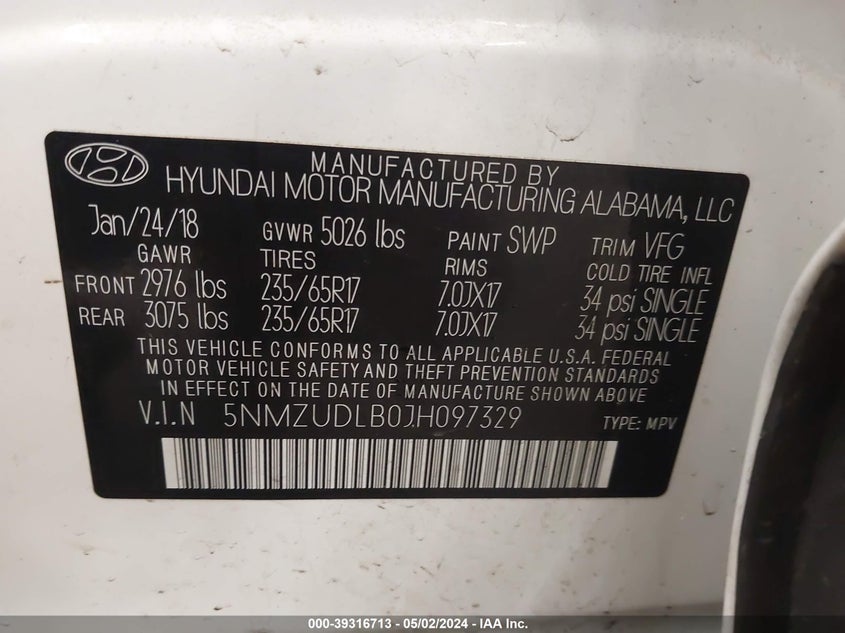 MANUFACTURED BY
HYUNDAI MOTOR MANUFACTURING ALABAMA, LLC
Jan/24/18 GVWR 5026 lbs PAINT SWP TRIM VFG
GAWR TIRES RIMS COLD TIRE INFL
FRONT 2976 lbs 235/65R17 7.0JX17 34 psi SINGLE
REAR 3075 lbs 235/65R17 7.0JX17 34 psi SINGLE
THIS VEHICLE CONFORMS TO ALL APPLICABLE U.S.A. FEDERAL
MOTOR VEHICLE SAFETY AND THEFT PREVENTION STANDARDS
IN EFFECT ON THE DATE OF MANUFACTURE SHOWN ABOVE
V.I.N 5NMZUDLB0JH097329 TYPE: MPV
000-39316713 - 05/02/2024 - IAA Inc.